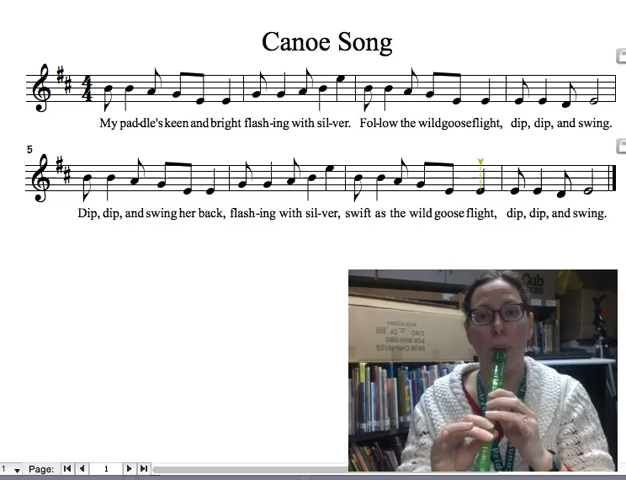 Canoe Song
My pad-dle's keen and bright flash-ing with sil-ver. Fol-low the wild goose flight, dip, dip, and swing.
5
Dip, dip, and swing her back, flash-ing with sil-ver, swift as the wild goose flight, dip, dip, and swing.
Cub
1 Page: 1